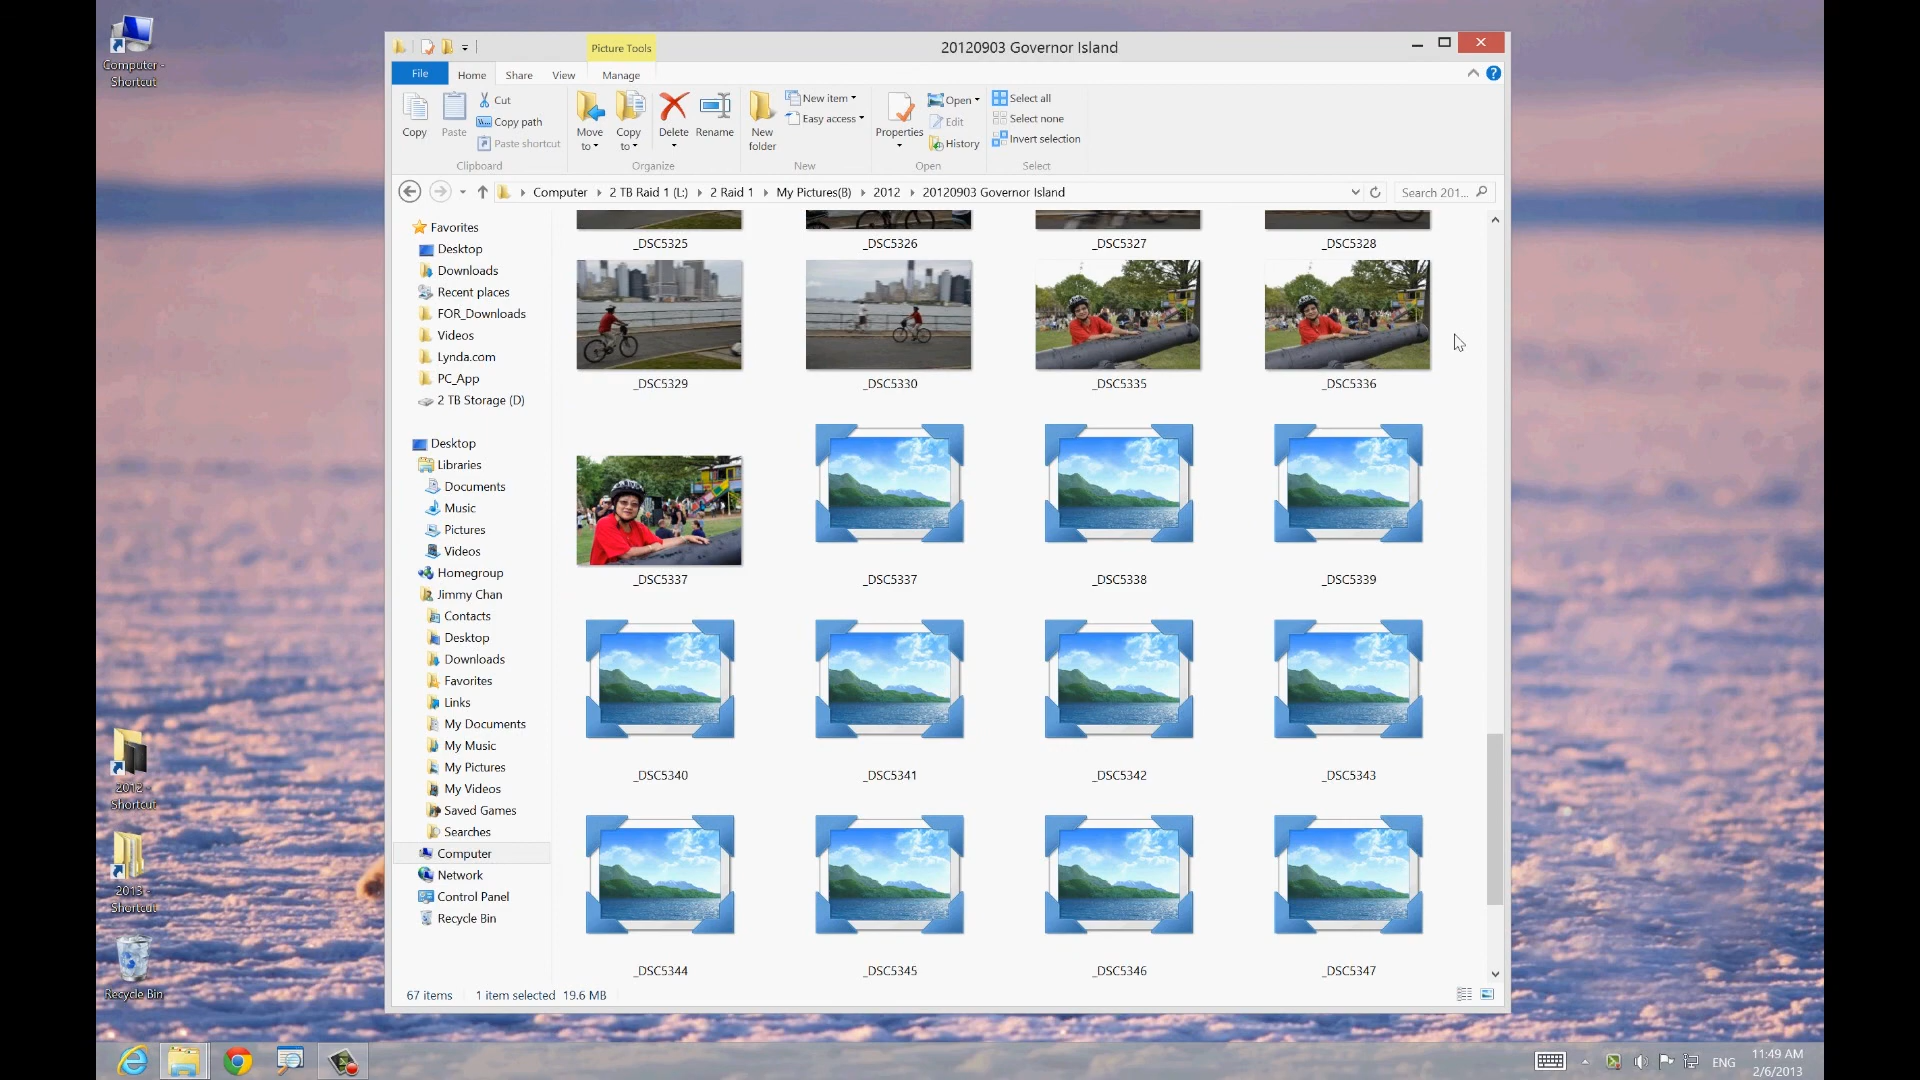 Computer -
Shortcut
Picture Tools
20120903 Governor Island
File
Home
Share
View
Manage
Copy
Paste
Cut
Copy path
Paste shortcut
Clipboard
Move
to
Copy
to
Delete
Rename
Organize
New
folder
New item
Easy access
New
Properties
Open
Edit
History
Open
Select all
Select none
Invert selection
Select
Computer
2 TB Raid 1 (L:)
2 Raid 1
My Pictures(B)
2012
20120903 Governor Island
Search 201...
Favorites
Desktop
Downloads
Recent places
FOR_Downloads
Videos
Lynda.com
PC_App
2 TB Storage (D)
Desktop
Libraries
Documents
Music
Pictures
Videos
Homegroup
Jimmy Chan
Contacts
Desktop
Downloads
Favorites
Links
My Documents
My Music
My Pictures
My Videos
Saved Games
Searches
Computer
Network
Control Panel
Recycle Bin
_DSC5325
_DSC5326
_DSC5327
_DSC5328
_DSC5329
_DSC5330
_DSC5335
_DSC5336
_DSC5337
_DSC5337
_DSC5338
_DSC5339
_DSC5340
_DSC5341
_DSC5342
_DSC5343
_DSC5344
_DSC5345
_DSC5346
_DSC5347
67 items
1 item selected 19.6 MB
2012 -
Shortcut
2013 -
Shortcut
Recycle Bin
ENG
11:49 AM
2/6/2013